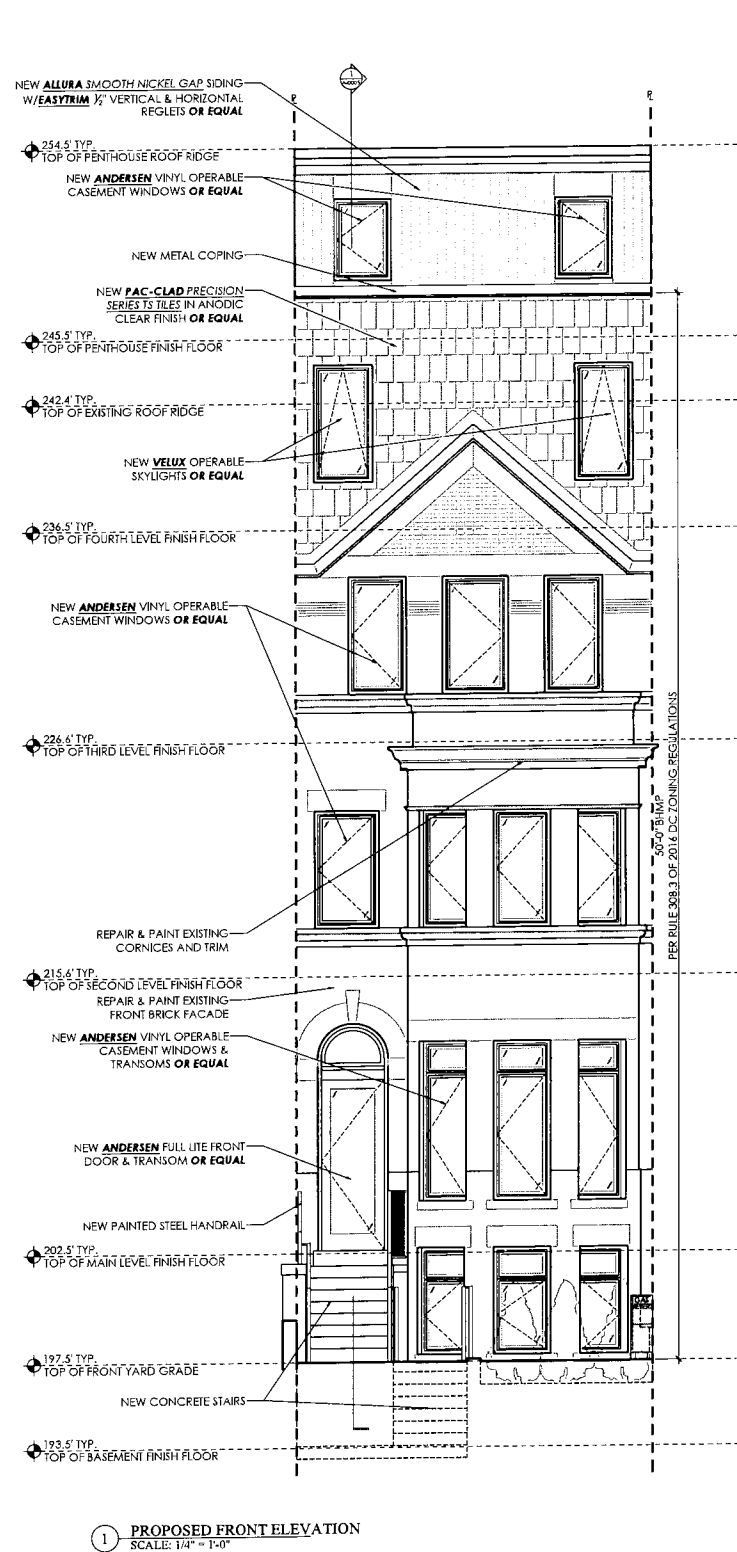 1
NEW ALLURA SMOOTH NICKEL GAP SIDING
W/EASYTRIM ½" VERTICAL & HORIZONTAL
REGLETS OR EQUAL
254.5' TYP.
TOP OF PENTHOUSE ROOF RIDGE
NEW ANDERSEN VINYL OPERABLE
CASEMENT WINDOWS OR EQUAL
NEW METAL COPING
NEW PAC-CLAD PRECISION
SERIES TS TILES IN ANODIC
CLEAR FINISH OR EQUAL
245.5' TYP.
TOP OF PENTHOUSE FINISH FLOOR
242.4' TYP.
TOP OF EXISTING ROOF RIDGE
NEW VELUX OPERABLE
SKYLIGHTS OR EQUAL
236.5' TYP.
TOP OF FOURTH LEVEL FINISH FLOOR
NEW ANDERSEN VINYL OPERABLE
CASEMENT WINDOWS OR EQUAL
226.6' TYP.
TOP OF THIRD LEVEL FINISH FLOOR
50'-0" BHMP
PER RULE 308.3 OF 2016 DC ZONING REGULATIONS
REPAIR & PAINT EXISTING
CORNICES AND TRIM
215.6' TYP.
TOP OF SECOND LEVEL FINISH FLOOR
REPAIR & PAINT EXISTING
FRONT BRICK FACADE
NEW ANDERSEN VINYL OPERABLE
CASEMENT WINDOWS &
TRANSOMS OR EQUAL
NEW ANDERSEN FULL LITE FRONT
DOOR & TRANSOM OR EQUAL
NEW PAINTED STEEL HANDRAIL
202.5' TYP.
TOP OF MAIN LEVEL FINISH FLOOR
GAS
197.5' TYP.
TOP OF FRONT YARD GRADE
NEW CONCRETE STAIRS
193.5' TYP.
TOP OF BASEMENT FINISH FLOOR
1 PROPOSED FRONT ELEVATION
SCALE: 1/4" = 1'-0"